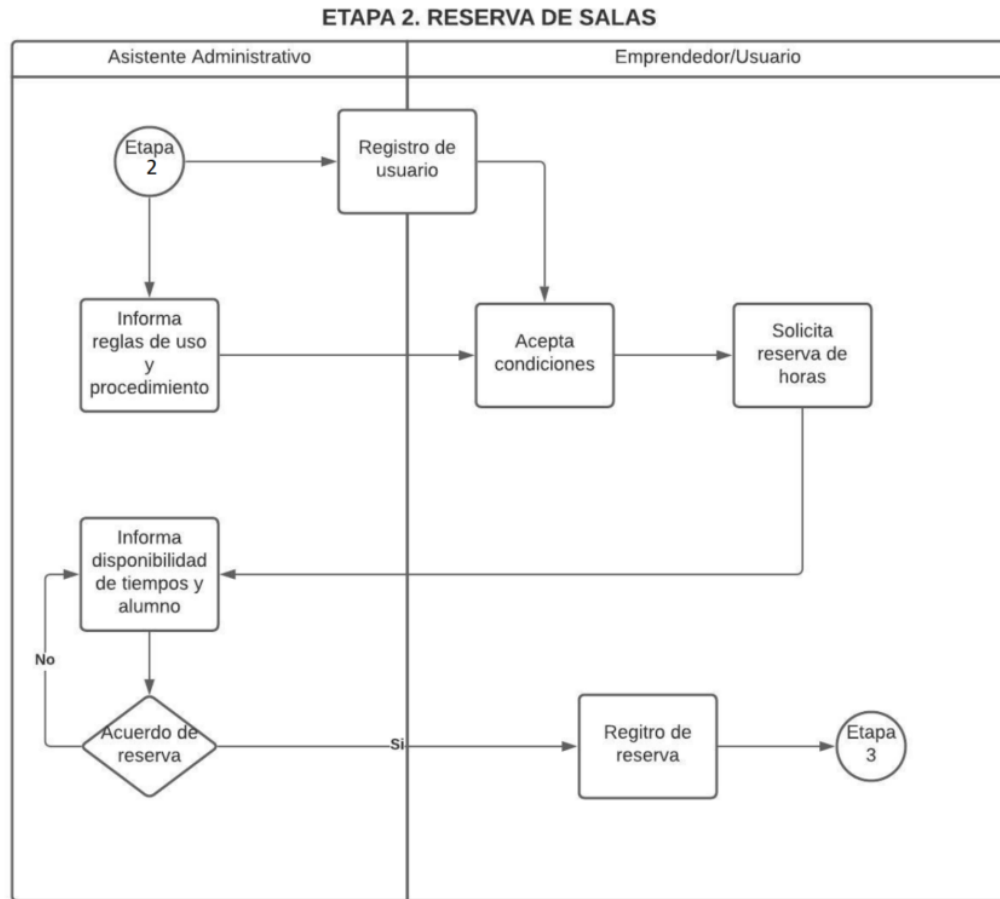 ETAPA 2. RESERVA DE SALAS
Asistente Administrativo
Emprendedor/Usuario
Etapa
2
Registro de
usuario
Informa
reglas de uso
y
procedimiento
Acepta
condiciones
Solicita
reserva de
horas
Informa
disponibilidad
de tiempos y
alumno
No
Acuerdo de
reserva
Si
Regitro de
reserva
Etapa
3